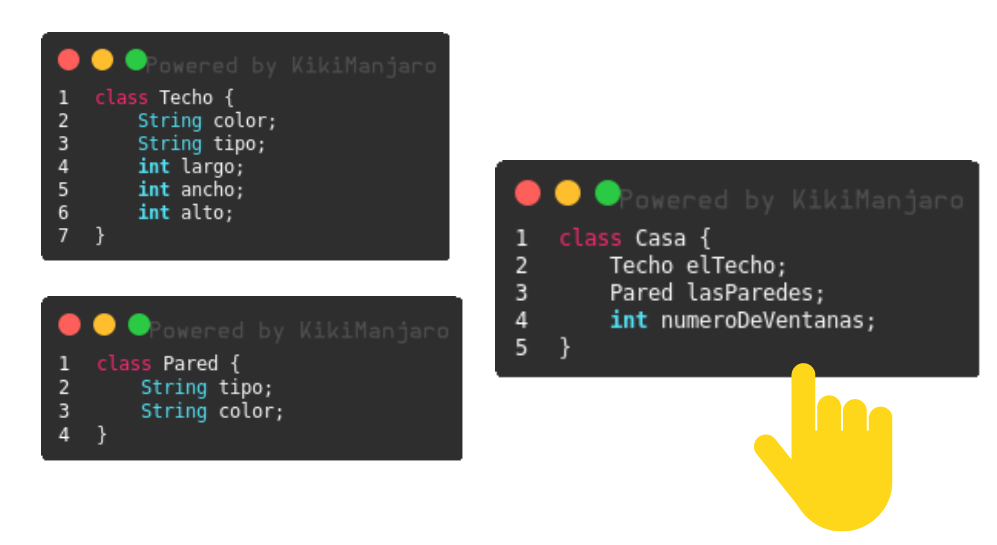 Powered by KikiManjaro
1 class Techo {
2 String color;
3 String tipo;
4 int largo;
5 int ancho;
6 int alto;
7 }
Powered by KikiManjaro
1 class Pared {
2 String tipo;
3 String color;
4 }
Powered by KikiManjaro
1 class Casa {
2 Techo elTecho;
3 Pared lasParedes;
4 int numeroDeVentanas;
5 }